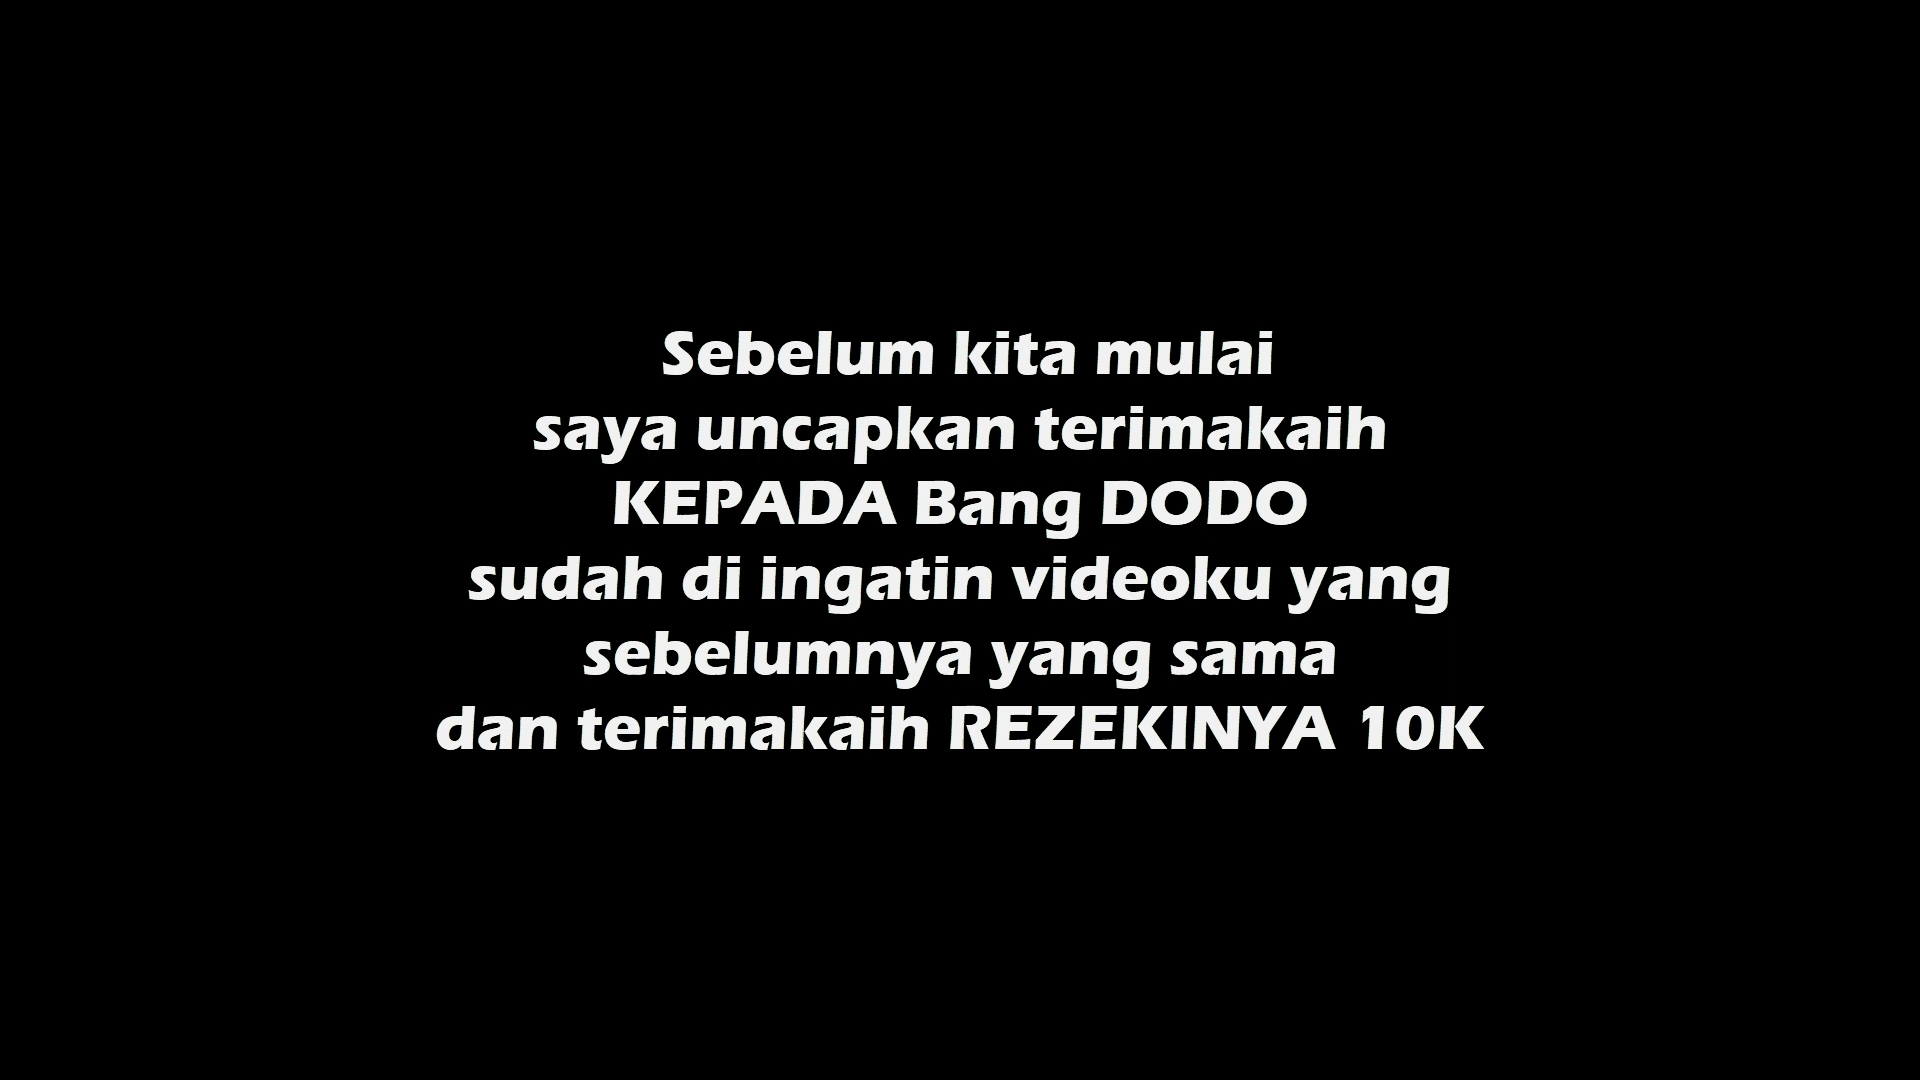 Sebelum kita mulai
saya uncapkan terimakaih
KEPADA Bang DODO
sudah di ingatin videoku yang
sebelumnya yang sama
dan terimakaih REZEKINYA 10K